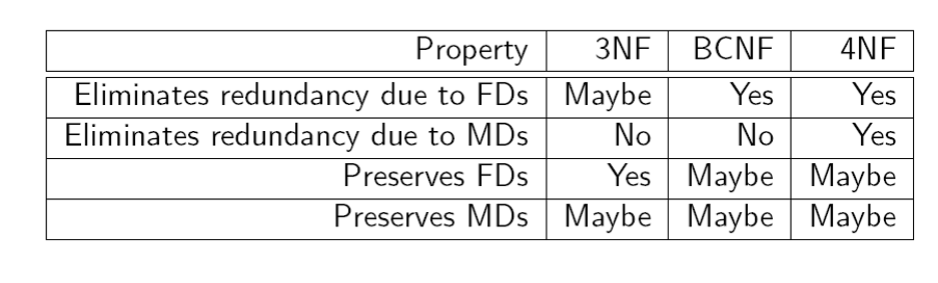 Property 3NF BCNF 4NF
Eliminates redundancy due to FDs Maybe Yes Yes
Eliminates redundancy due to MDs No No Yes
Preserves FDs Yes Maybe Maybe
Preserves MDs Maybe Maybe Maybe